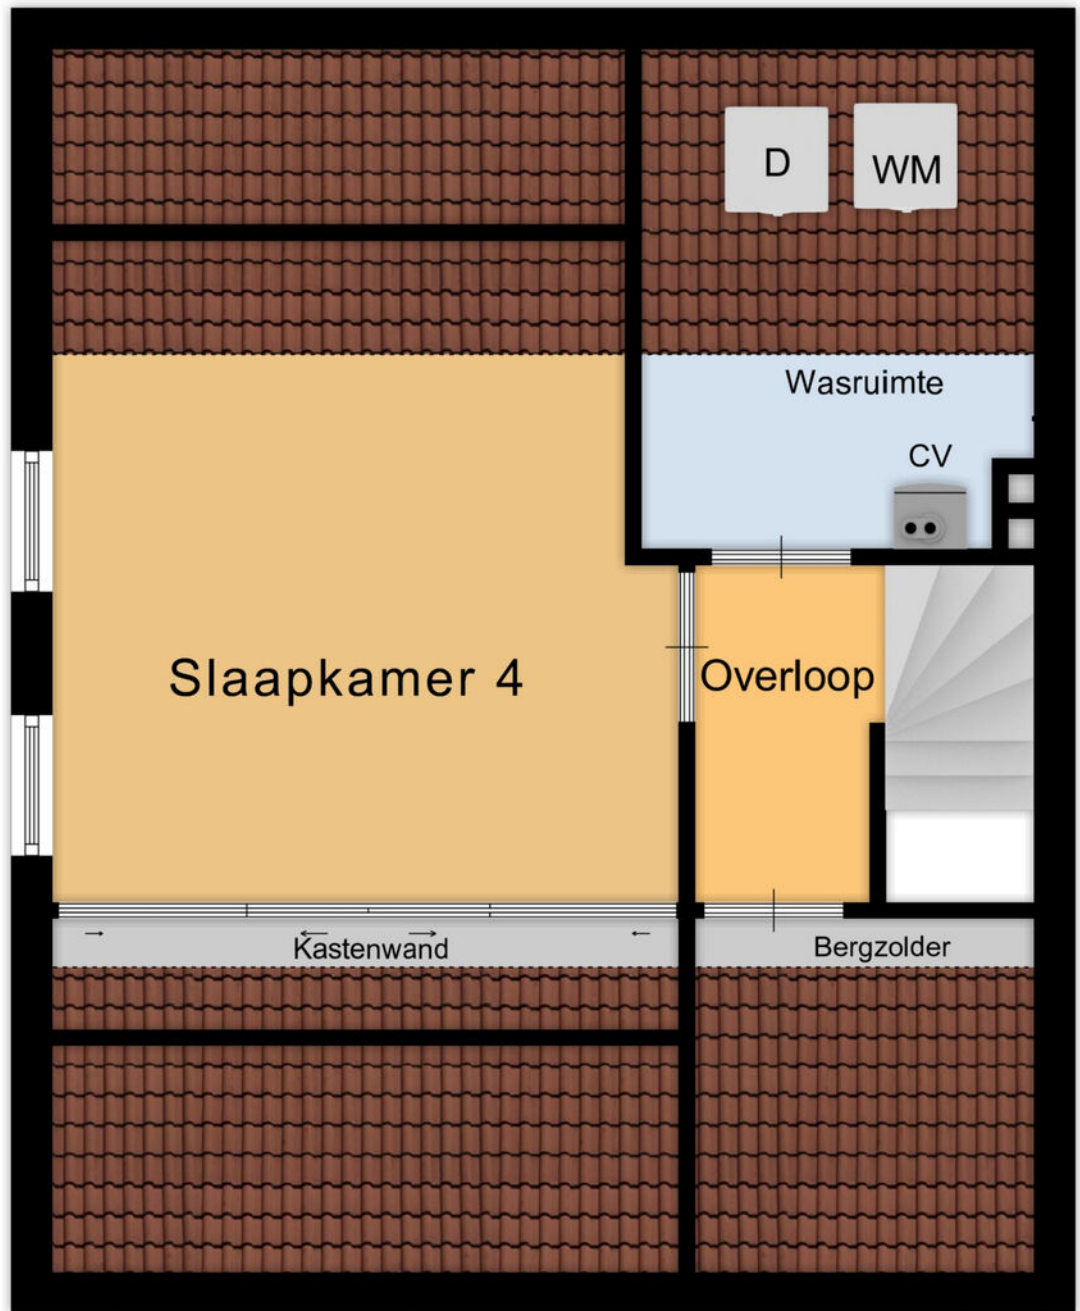 D
WM
Wasruimte
CV
Slaapkamer 4
Overloop
Kastenwand
Bergzolder